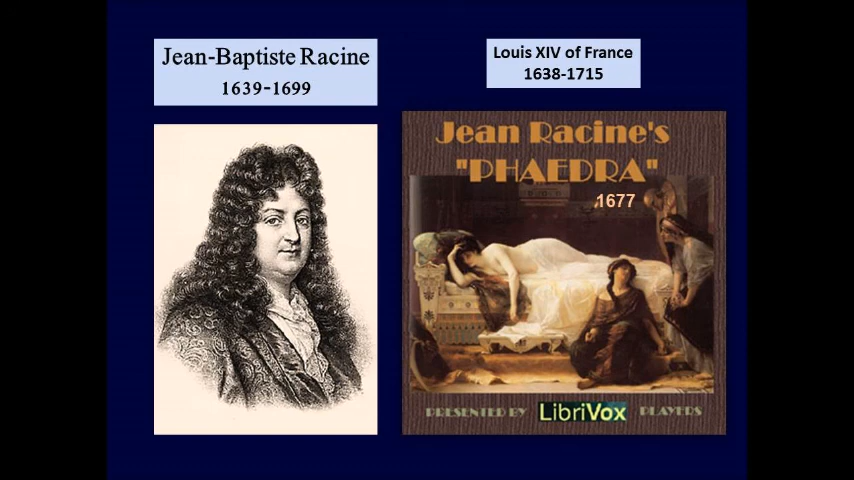 Jean-Baptiste Racine
1639-1699
Louis XIV of France
1638-1715
Jean Racine's
"PHAEDRA"
1677
PRESENTED BY LibriVox PLAYERS